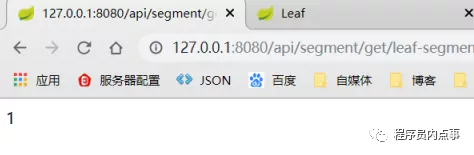 127.0.0.1:8080/api/segment/ge
Leaf
127.0.0.1:8080/api/segment/get/leaf-segmen
应用 服务器配置 JSON 百度 自媒体 博客
1
程序员内点事